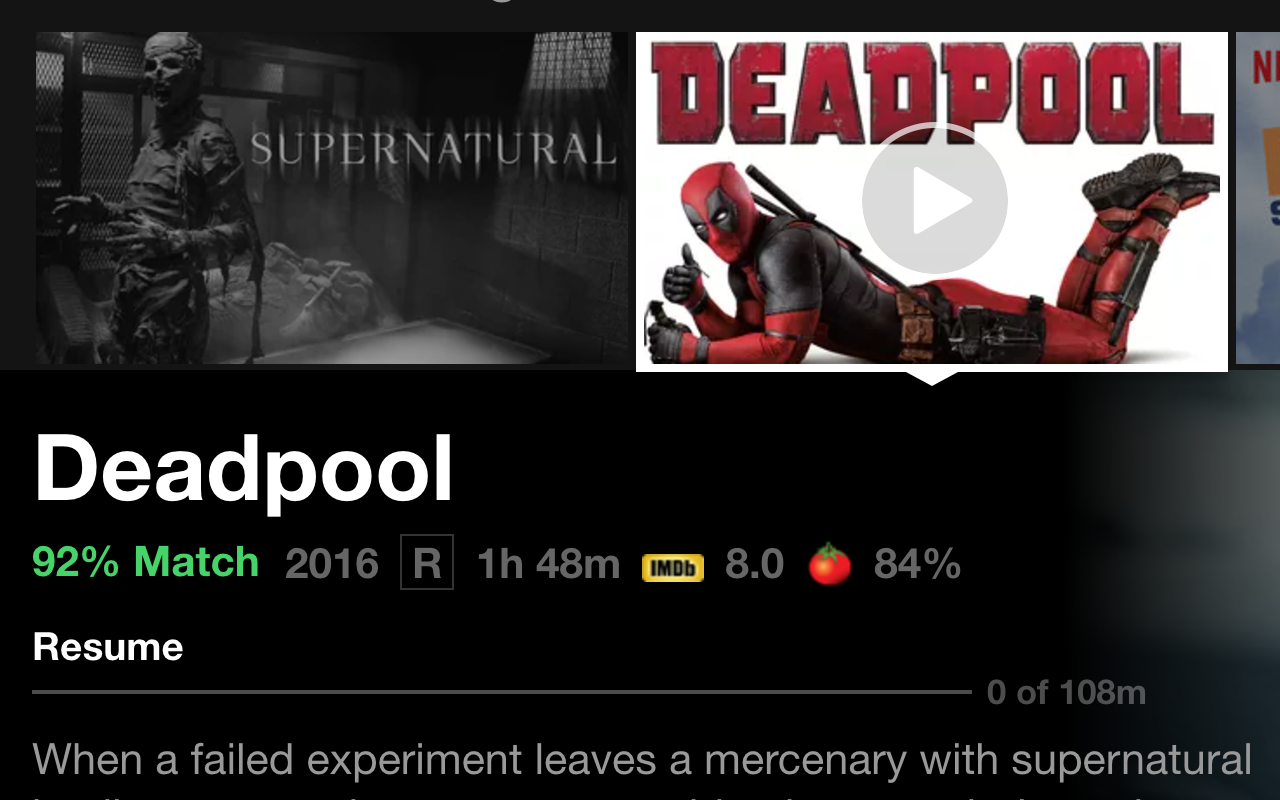 SUPERNATURAL
DEADPOOL
Deadpool
92% Match 2016 R 1h 48m IMDb 8.0 84%
Resume
0 of 108m
When a failed experiment leaves a mercenary with supernatural